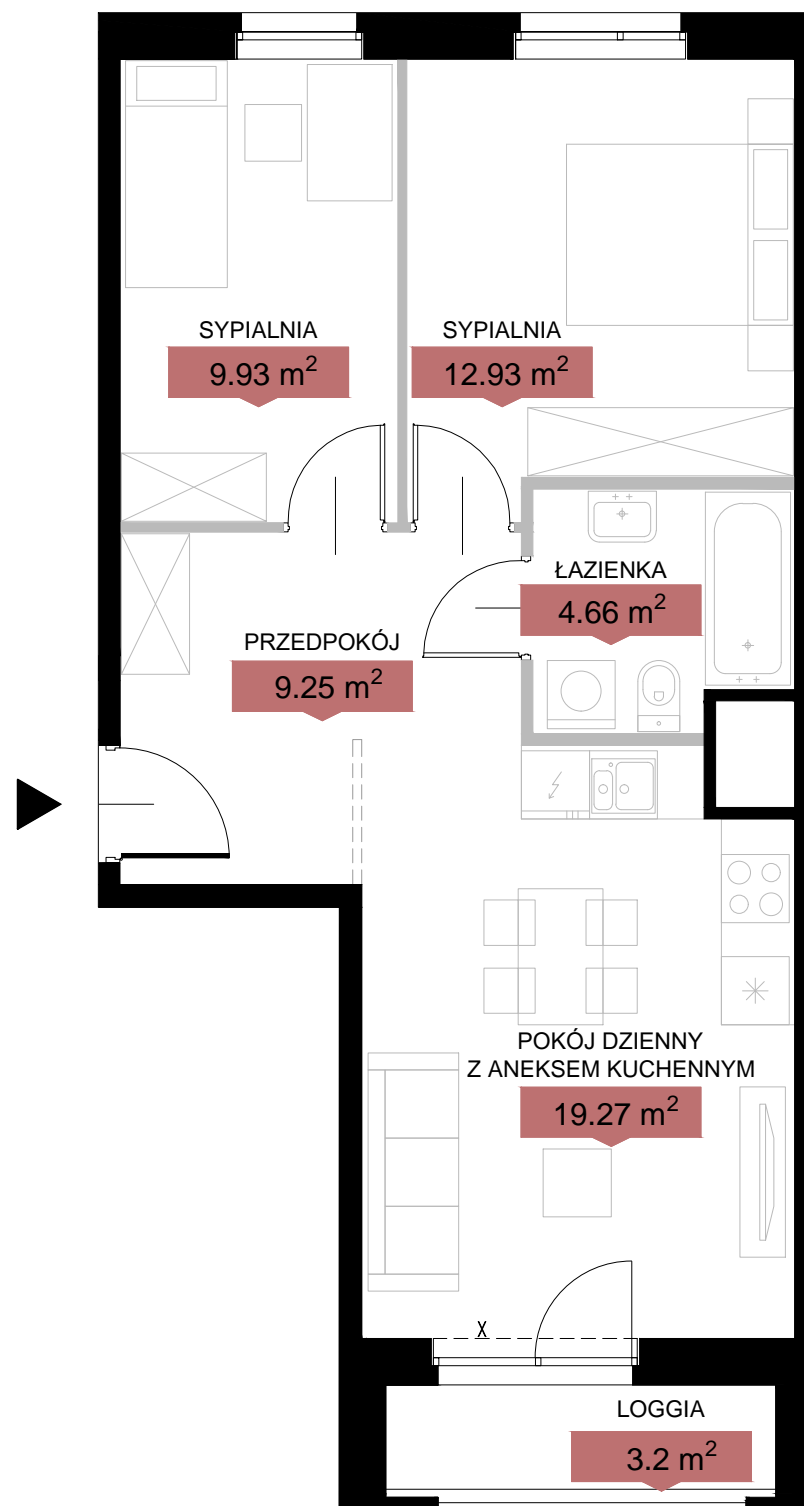 SYPIALNIA
9.93 m²
SYPIALNIA
12.93 m²
ŁAZIENKA
4.66 m²
PRZEDPOKÓJ
9.25 m²
POKÓJ DZIENNY
Z ANEKSEM KUCHENNYM
19.27 m²
X
LOGGIA
3.2 m²